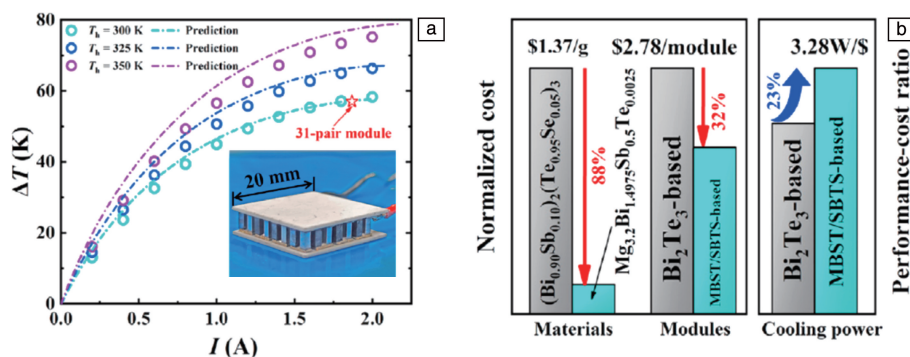 a
80
60
40
20
0
0.0 0.5 1.0 1.5 2.0
ΔT (K)
I (A)
T_h = 300 K Prediction
T_h = 325 K Prediction
T_h = 350 K Prediction
31-pair module
20 mm
b
Normalized cost
$1.37/g
$2.78/module
3.28W/$
(Bi0.90Sb0.10)2(Te0.95Se0.05)3
88%
Mg3.2Bi1.4975Sb0.5Te0.0025
Bi2Te3-based
32%
MBST/SBTS-based
23%
Bi2Te3-based
MBST/SBTS-based
Materials
Modules
Cooling power
Performance-cost ratio